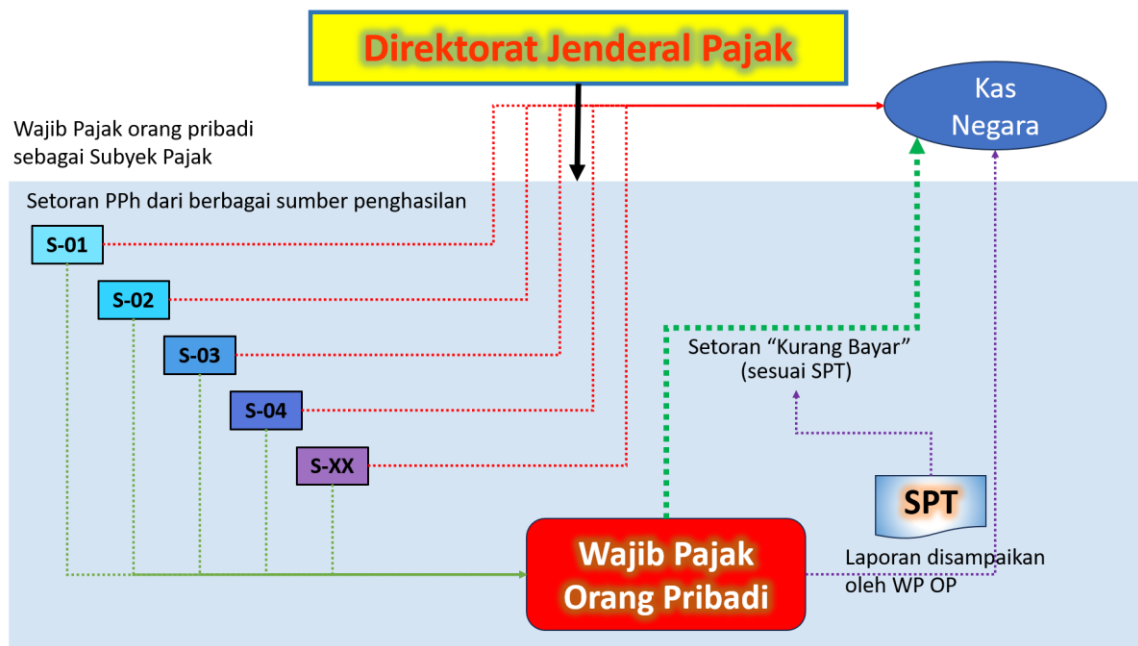 Direktorat Jenderal Pajak
Kas
Negara
Wajib Pajak orang pribadi
sebagai Subyek Pajak
Setoran PPh dari berbagai sumber penghasilan
S-01
S-02
S-03
S-04
S-XX
Setoran “Kurang Bayar”
(sesuai SPT)
SPT
Laporan disampaikan
oleh WP OP
Wajib Pajak
Orang Pribadi